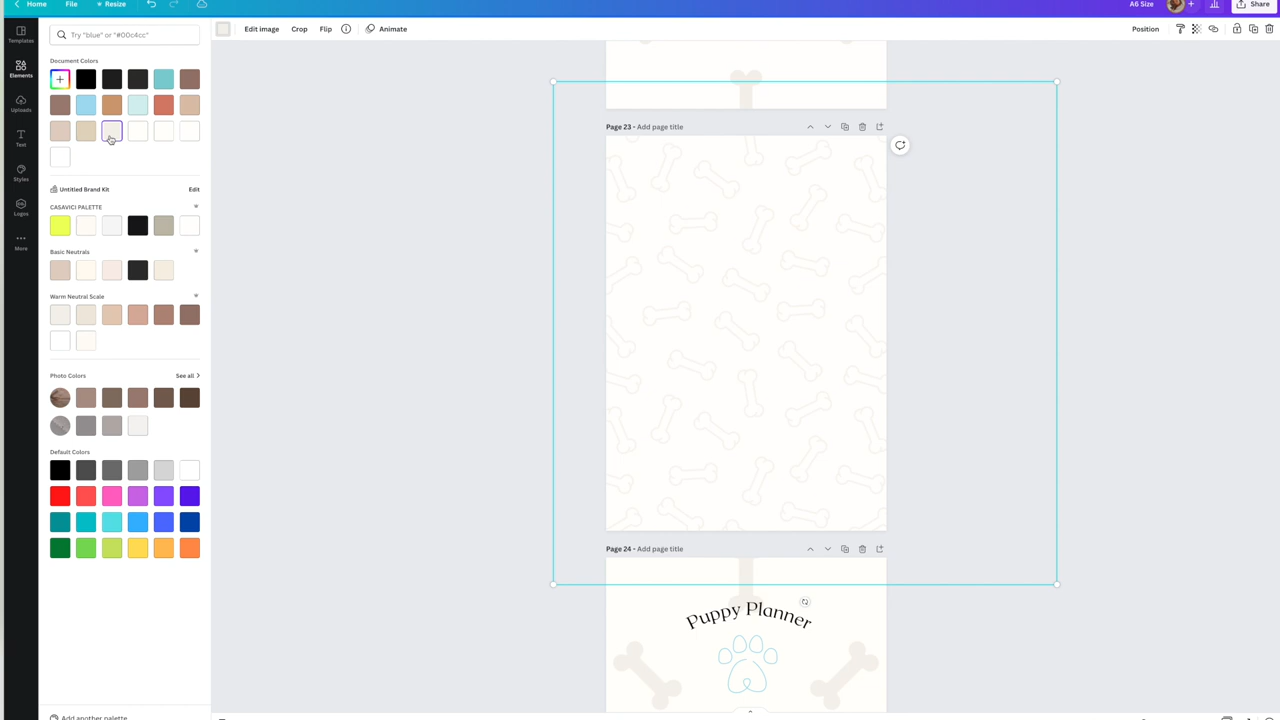 Home
File
Resize
A6 Size
Share
Templates
Elements
Uploads
Text
Styles
Logos
More
Try "blue" or "#00c4cc"
Edit image
Crop
Flip
Animate
Position
Document Colors
Untitled Brand Kit
Edit
CASAVICI PALETTE
Basic Neutrals
Warm Neutral Scale
Photo Colors
See all
Default Colors
Add another palette
Page 23 - Add page title
Page 24 - Add page title
Puppy Planner